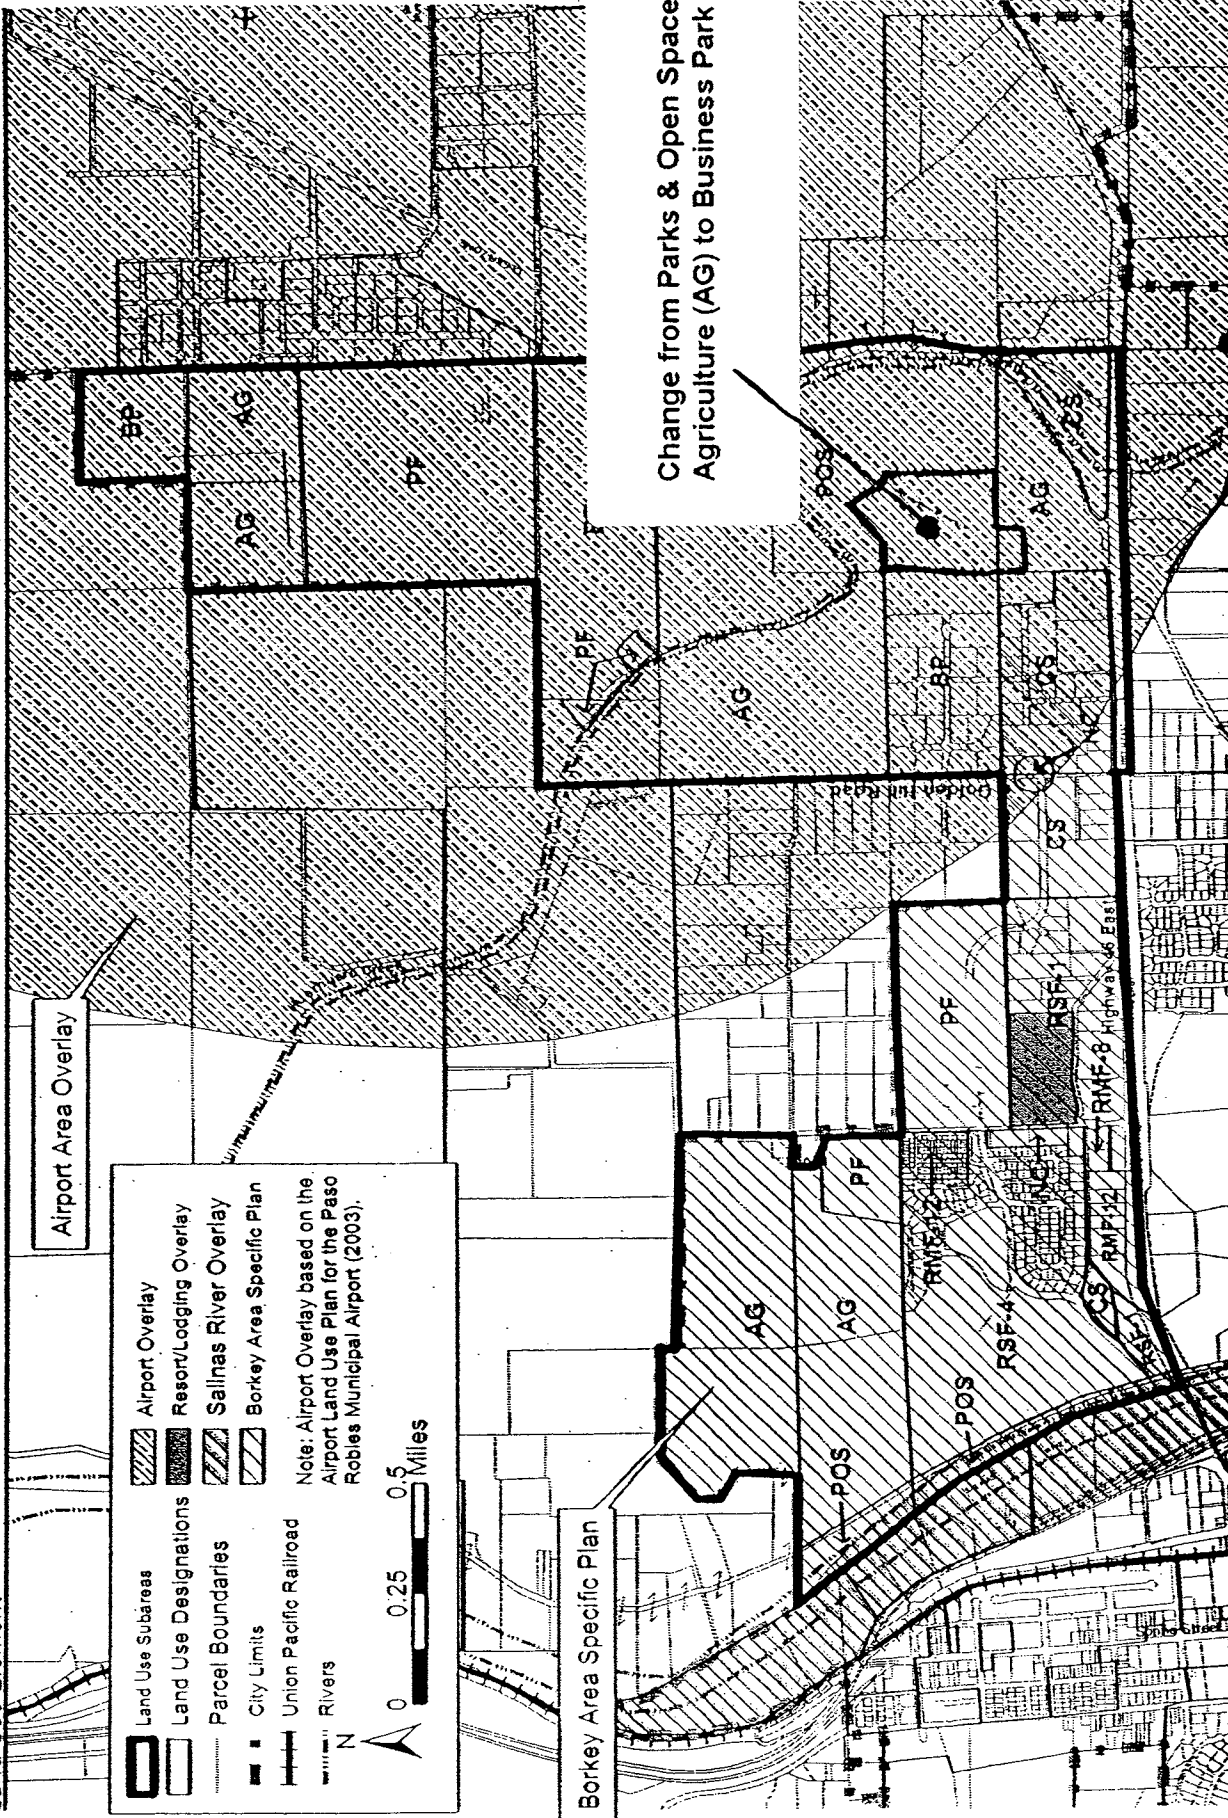 Airport Area Overlay
Land Use Subareas
Land Use Designations
Parcel Boundaries
City Limits
Union Pacific Railroad
Rivers
Airport Overlay
Resort/Lodging Overlay
Salinas River Overlay
Borkey Area Specific Plan
Note: Airport Overlay based on the
Airport Land Use Plan for the Paso
Robles Municipal Airport (2003).
N
0 0.25 0.5
Miles
Borkey Area Specific Plan
Change from Parks & Open Space
Agriculture (AG) to Business Park
BP
AG
AG
PF
PF
POS
AG
BP
AG
CS
CS
CS
Golden Hill Road
PF
RSF-1
RMF-8
Highway 46 East
PF
AG
AG
RMF-12
NC
RSF-4
RMF-12
CS
POS
POS
Spring Street